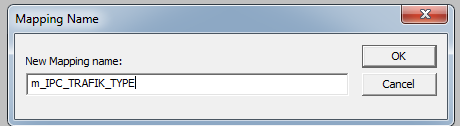 Mapping Name
New Mapping name:
OK
m_IPC_TRAFIK_TYPE
Cancel